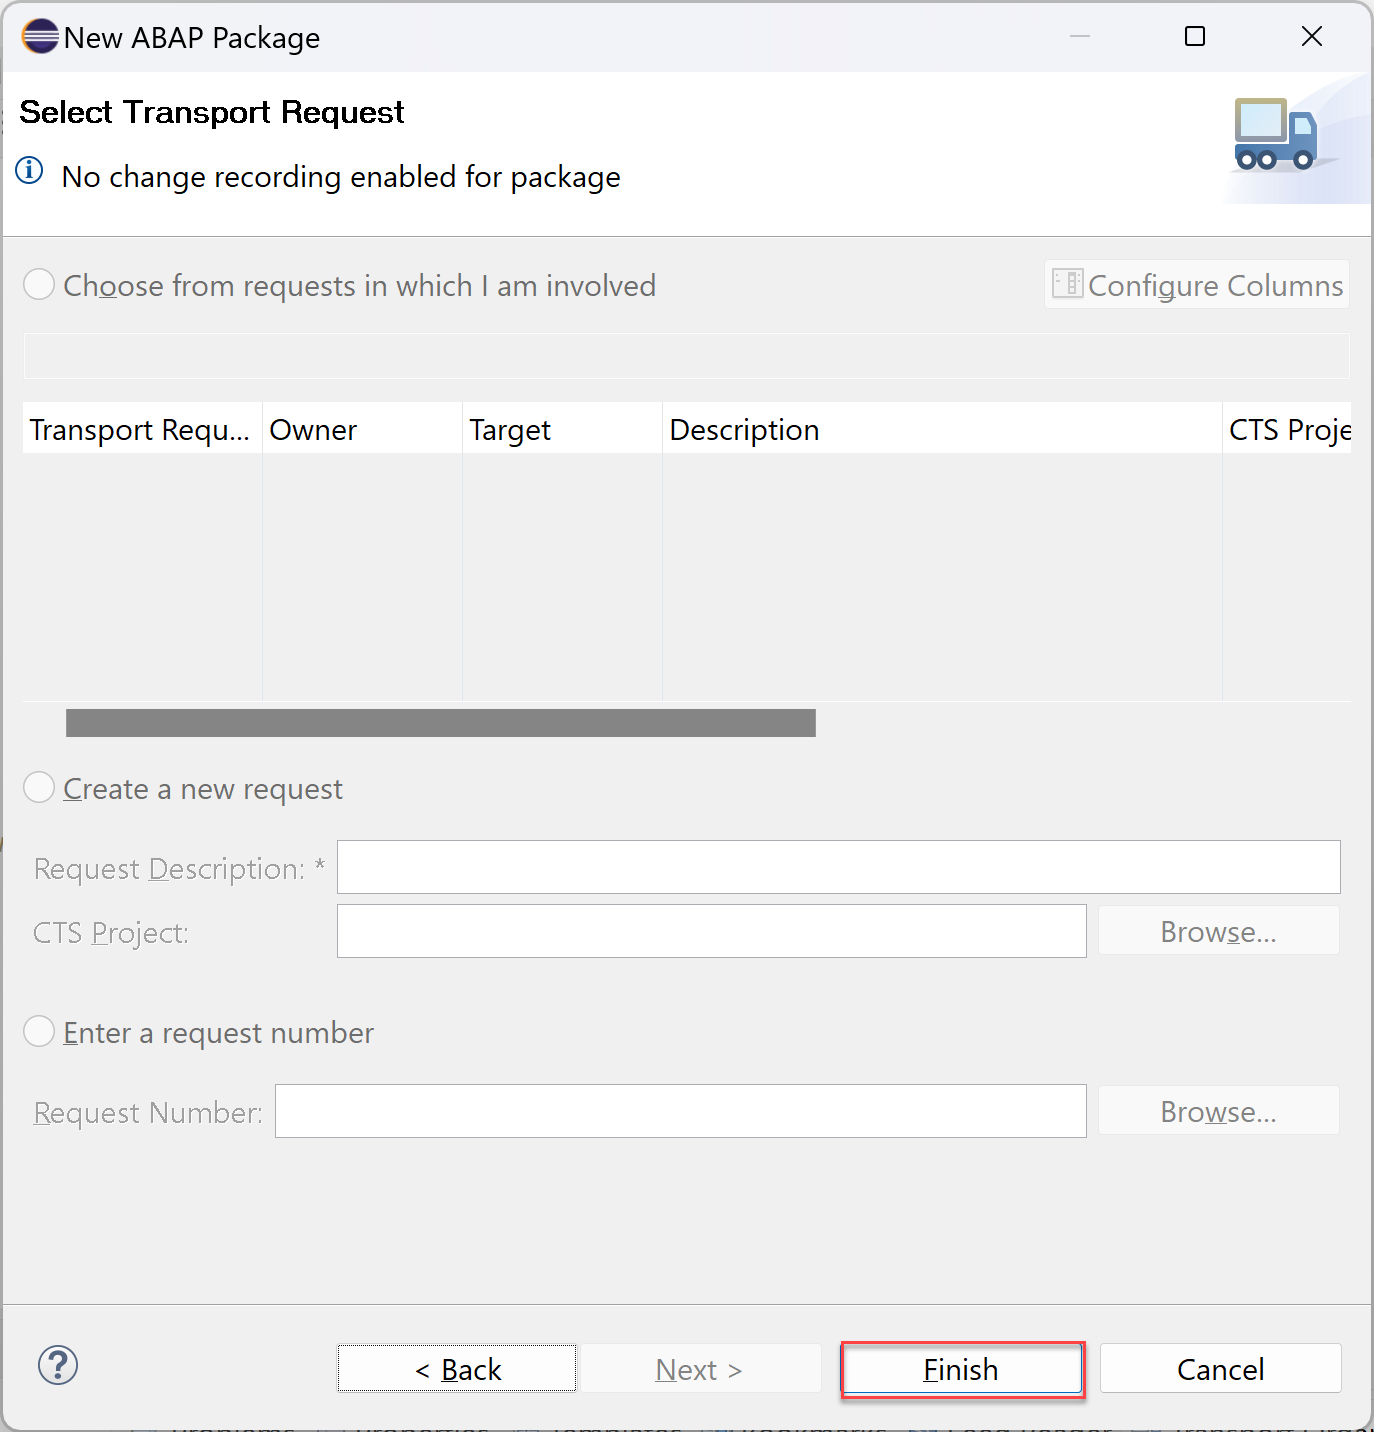 New ABAP Package
Select Transport Request
No change recording enabled for package
Choose from requests in which I am involved
Configure Columns
Transport Requ... Owner Target Description CTS Proje
Create a new request
Request Description: *
CTS Project:
Browse...
Enter a request number
Request Number:
Browse...
< Back Next > Finish Cancel